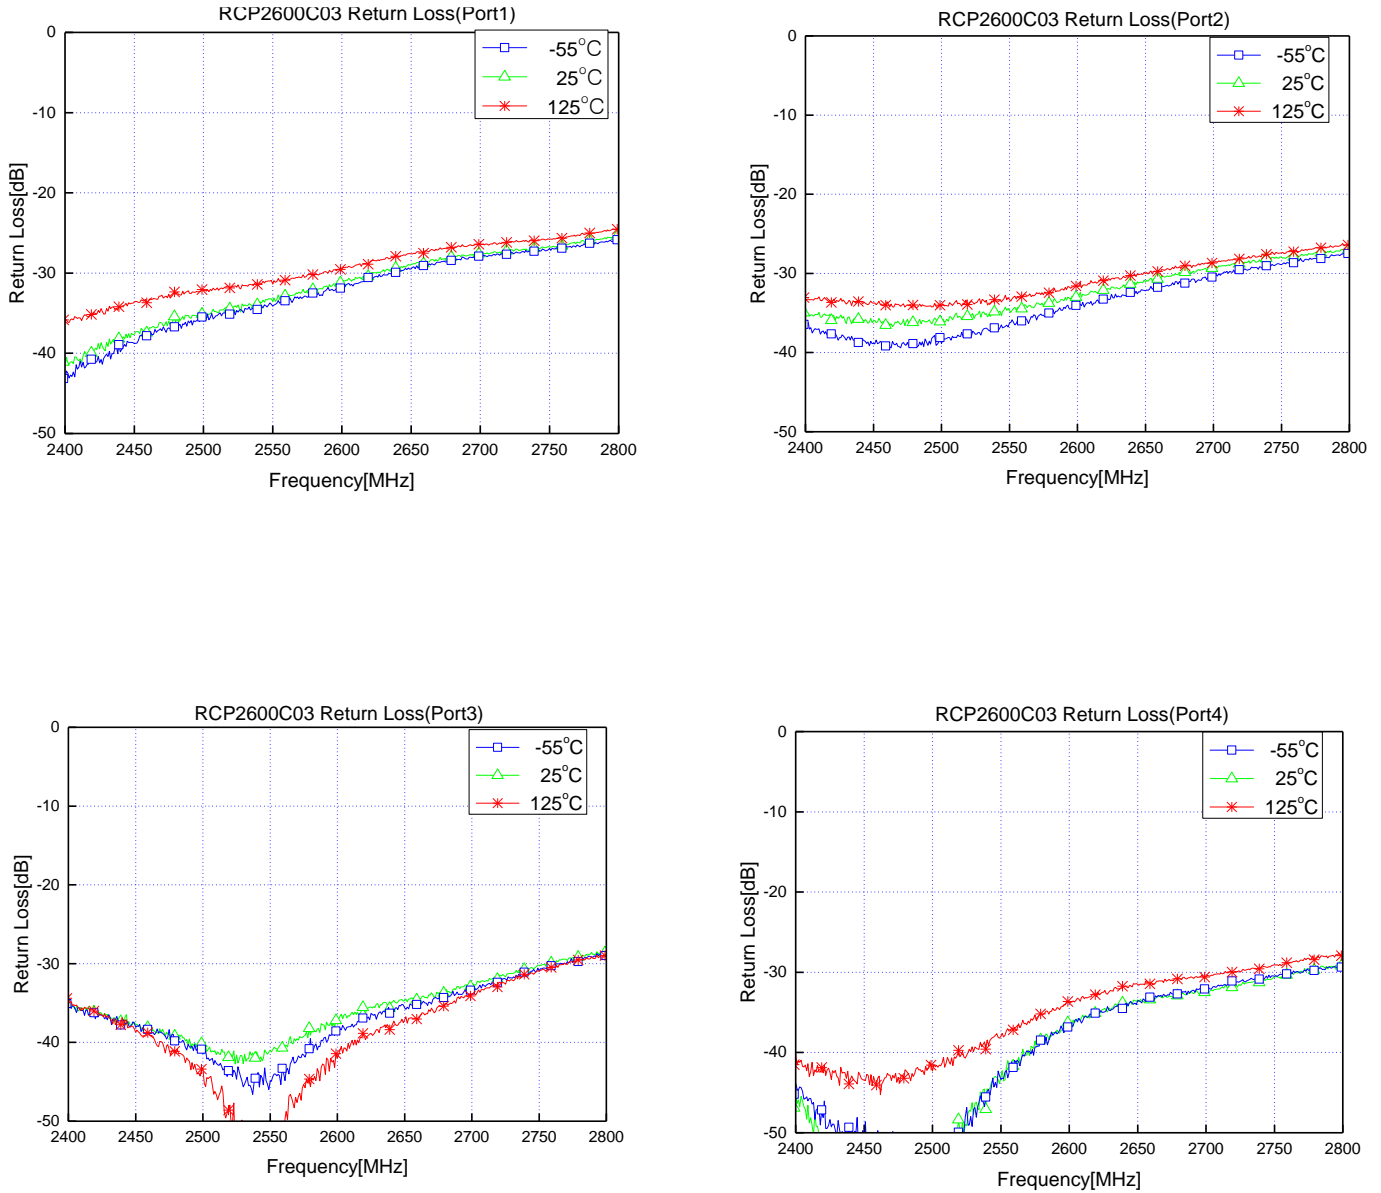 RCP2600C03 Return Loss(Port1)
0
-10
-20
-30
-40
-50
Return Loss[dB]
-55°C
25°C
125°C
2400 2450 2500 2550 2600 2650 2700 2750 2800
Frequency[MHz]
RCP2600C03 Return Loss(Port2)
0
-10
-20
-30
-40
-50
Return Loss[dB]
-55°C
25°C
125°C
2400 2450 2500 2550 2600 2650 2700 2750 2800
Frequency[MHz]
RCP2600C03 Return Loss(Port3)
0
-10
-20
-30
-40
-50
Return Loss[dB]
-55°C
25°C
125°C
2400 2450 2500 2550 2600 2650 2700 2750 2800
Frequency[MHz]
RCP2600C03 Return Loss(Port4)
0
-10
-20
-30
-40
-50
Return Loss[dB]
-55°C
25°C
125°C
2400 2450 2500 2550 2600 2650 2700 2750 2800
Frequency[MHz]